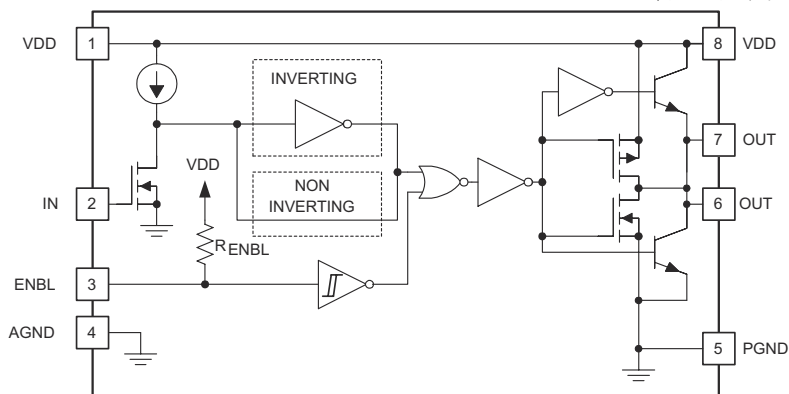 VDD 1
8 VDD
INVERTING
VDD
7 OUT
NON
INVERTING
IN 2
6 OUT
RENBL
ENBL 3
AGND 4
5 PGND